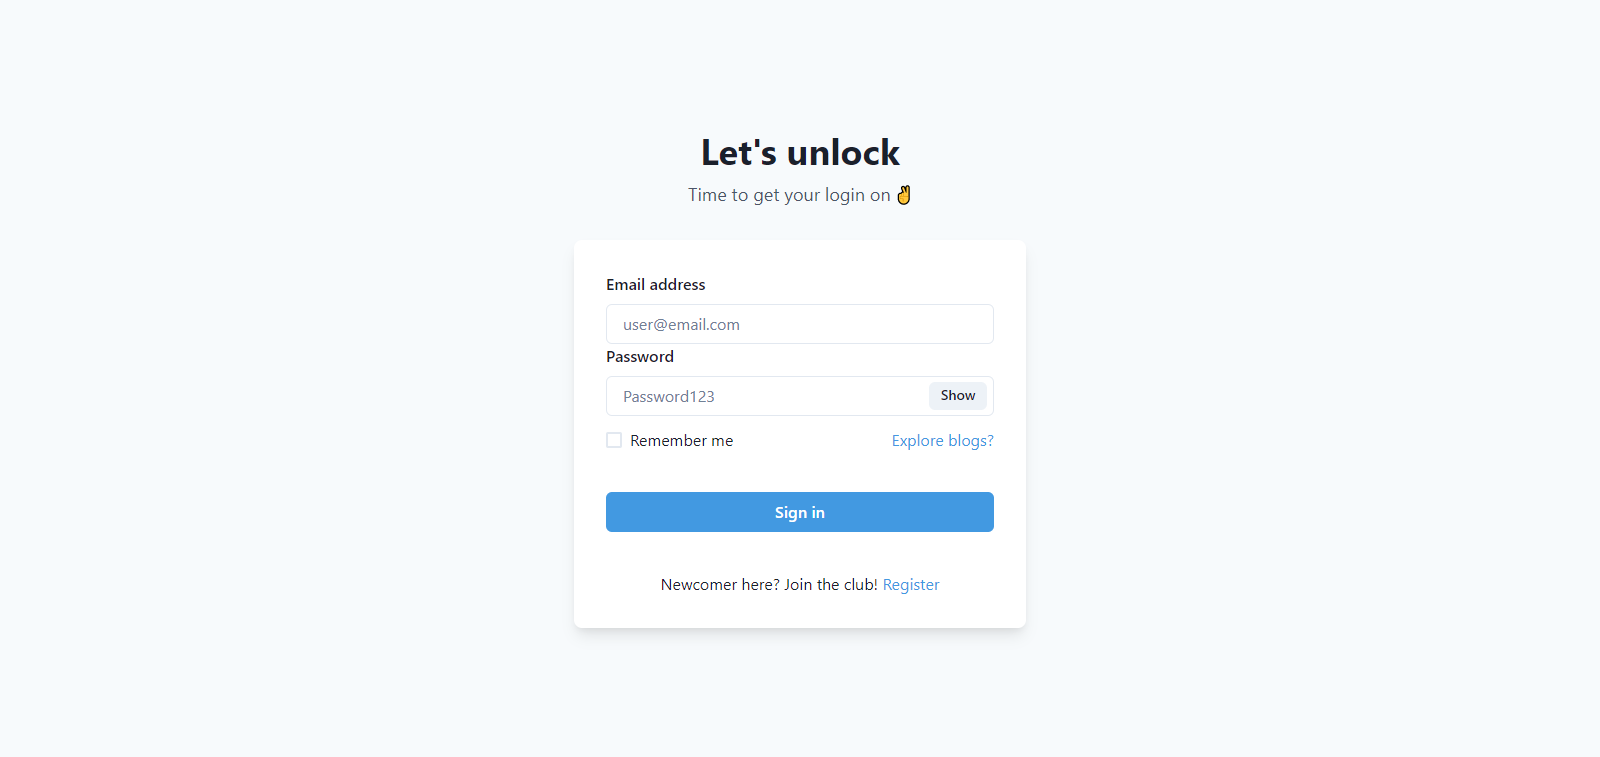 Let's unlock
Time to get your login on ✌
Email address
user@email.com
Password
Password123 Show
Remember me Explore blogs?
Sign in
Newcomer here? Join the club! Register